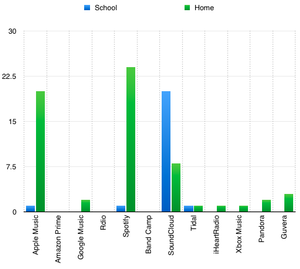 School
Home
30
22.5
15
7.5
0
Apple Music
Amazon Prime
Google Music
Rdio
Spotify
Band Camp
SoundCloud
Tidal
iHeartRadio
Xbox Music
Pandora
Guvera